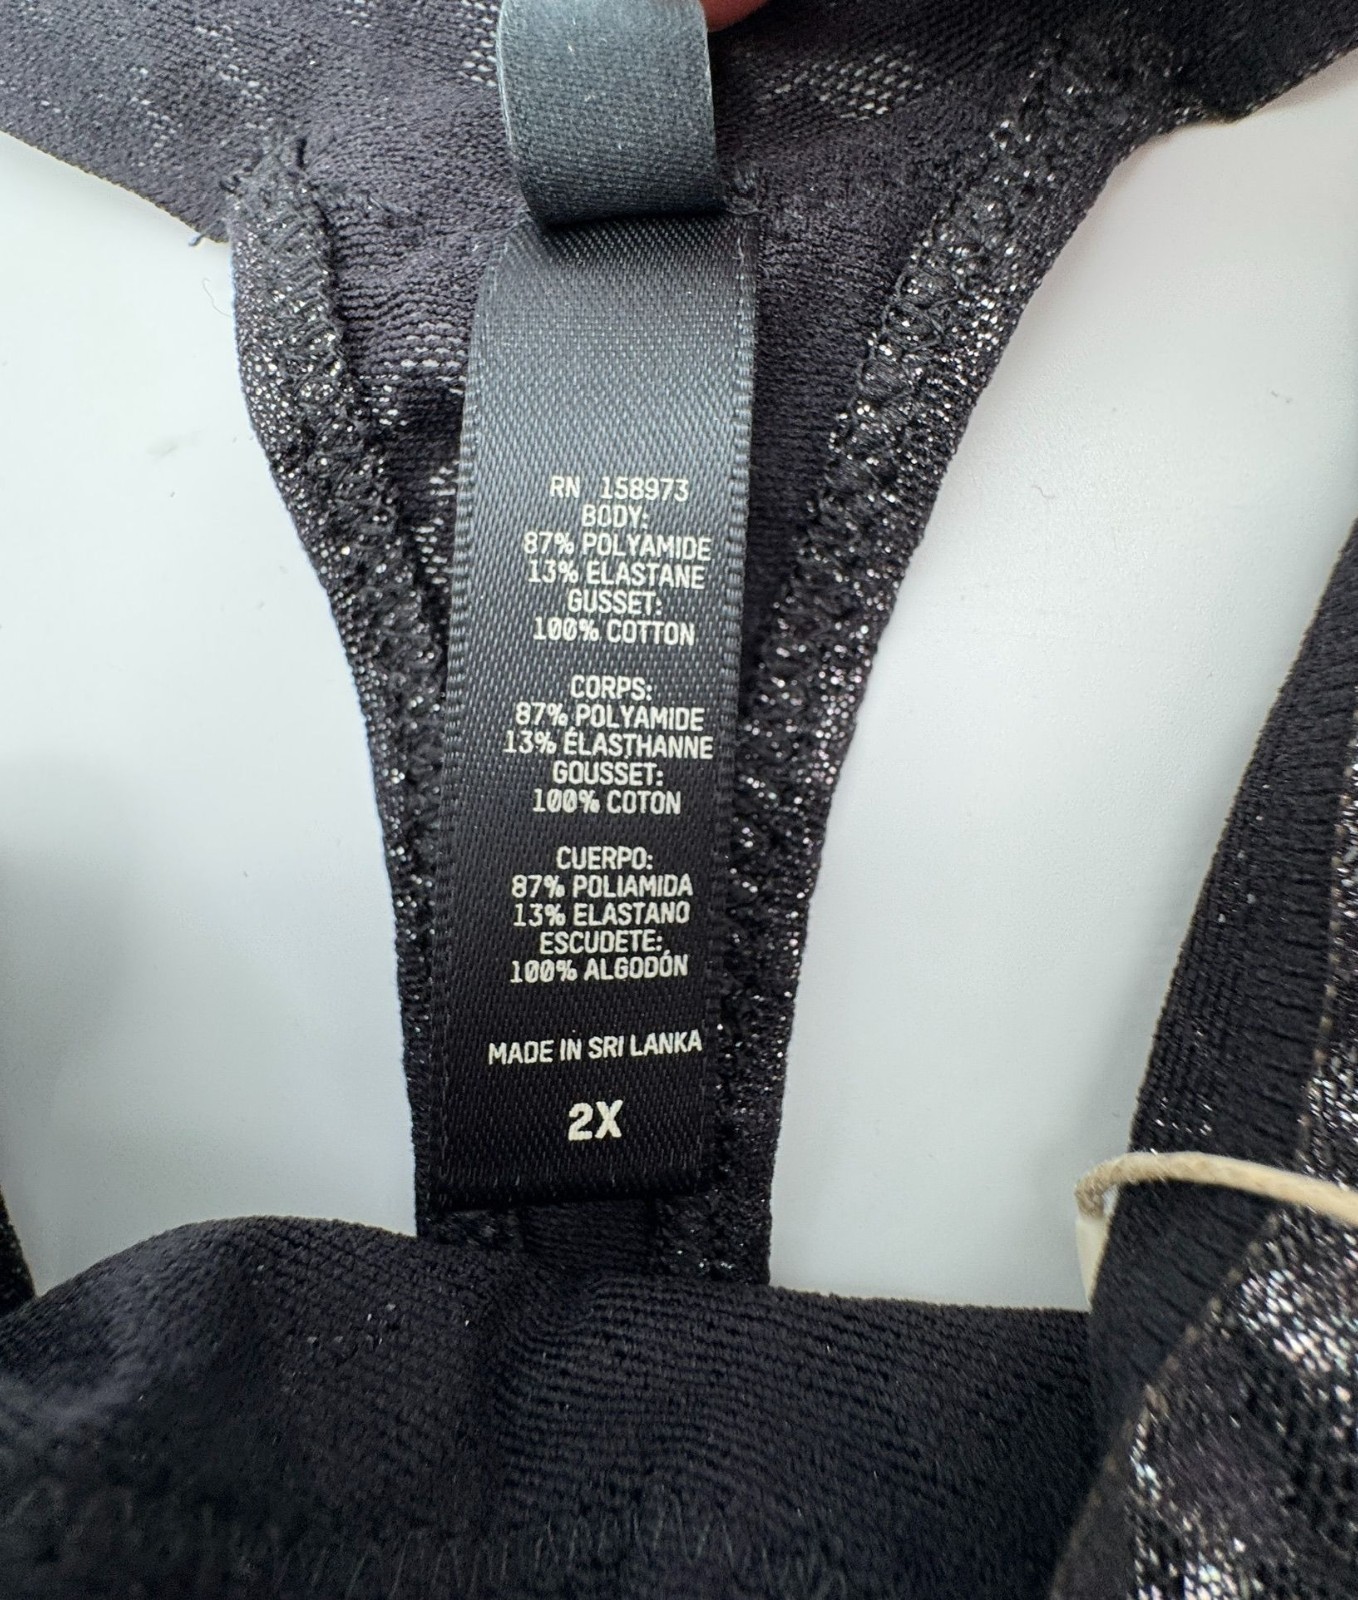 RN 158973
BODY:
87% POLYAMIDE
13% ELASTANE
GUSSET:
100% COTTON
CORPS:
87% POLYAMIDE
13% ÉLASTHANNE
GOUSSET:
100% COTON
CUERPO:
87% POLIAMIDA
13% ELASTANO
ESCUDETE:
100% ALGODÓN
MADE IN SRI LANKA
2X